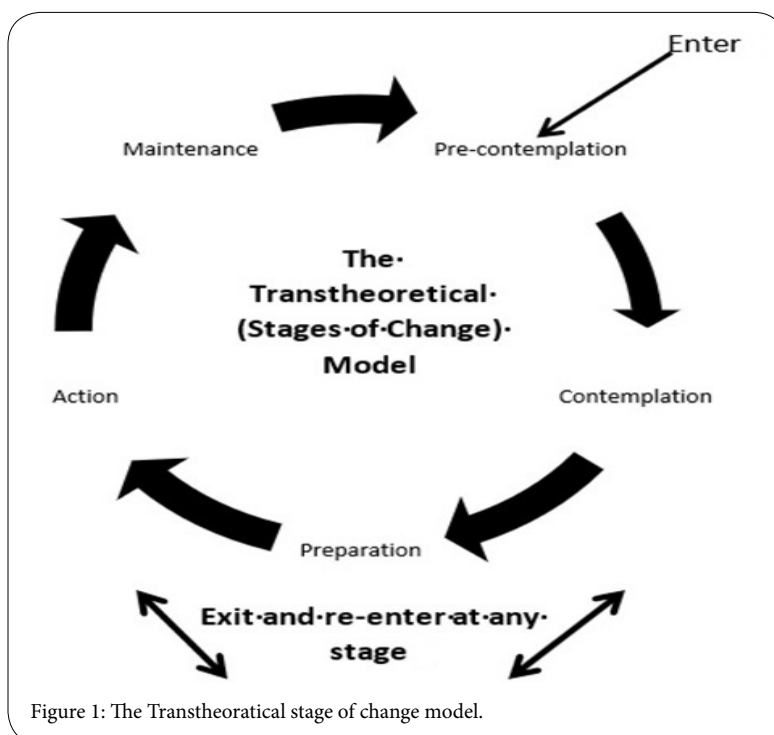 Enter
Maintenance
Pre-contemplation
The·
Transtheoretical·
(Stages·of·Change)·
Model
Action
Contemplation
Preparation
Exit·and·re-enter·at·any·
stage
Figure 1: The Transtheoratical stage of change model.